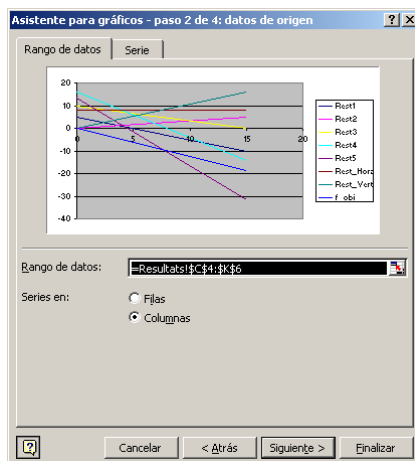 Asistente para gráficos - paso 2 de 4: datos de origen
Rango de datos Serie
20
10
0
-10
-20
-30
-40
0 5 10 15 20
Rest1
Rest2
Rest3
Rest4
Rest5
Rest_Hora
Rest_Vert
f_obj
Rango de datos: =Resultats!$C$4:$K$6
Series en: Filas
Columnas
Cancelar < Atrás Siguiente > Finalizar